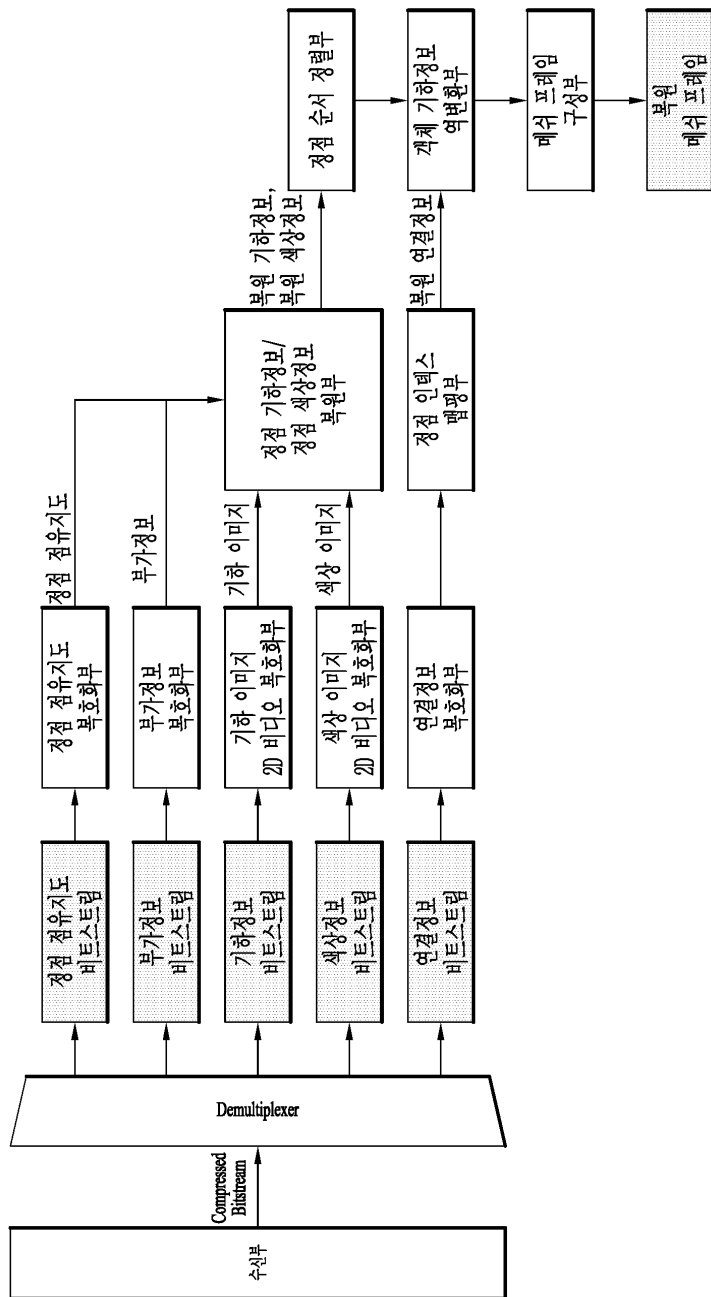 수신부
Compressed
Bitstream
Demultiplexer
정점 점유지도
비트스트림
정점 점유지도
복호화부
정점 점유지도
부가정보
비트스트림
부가정보
복호화부
부가정보
기하정보
비트스트림
기하 이미지
2D 비디오 복호화부
기하 이미지
색상정보
비트스트림
색상 이미지
2D 비디오 복호화부
색상 이미지
연결정보
비트스트림
연결정보
복호화부
정점 기하정보/
정점 색상정보
복원부
정점 인덱스
맵핑부
복원 기하정보,
복원 색상정보
복원 연결정보
정점 순서 정렬부
객체 기하정보
역변환부
메쉬 프레임
구성부
복원
메쉬 프레임